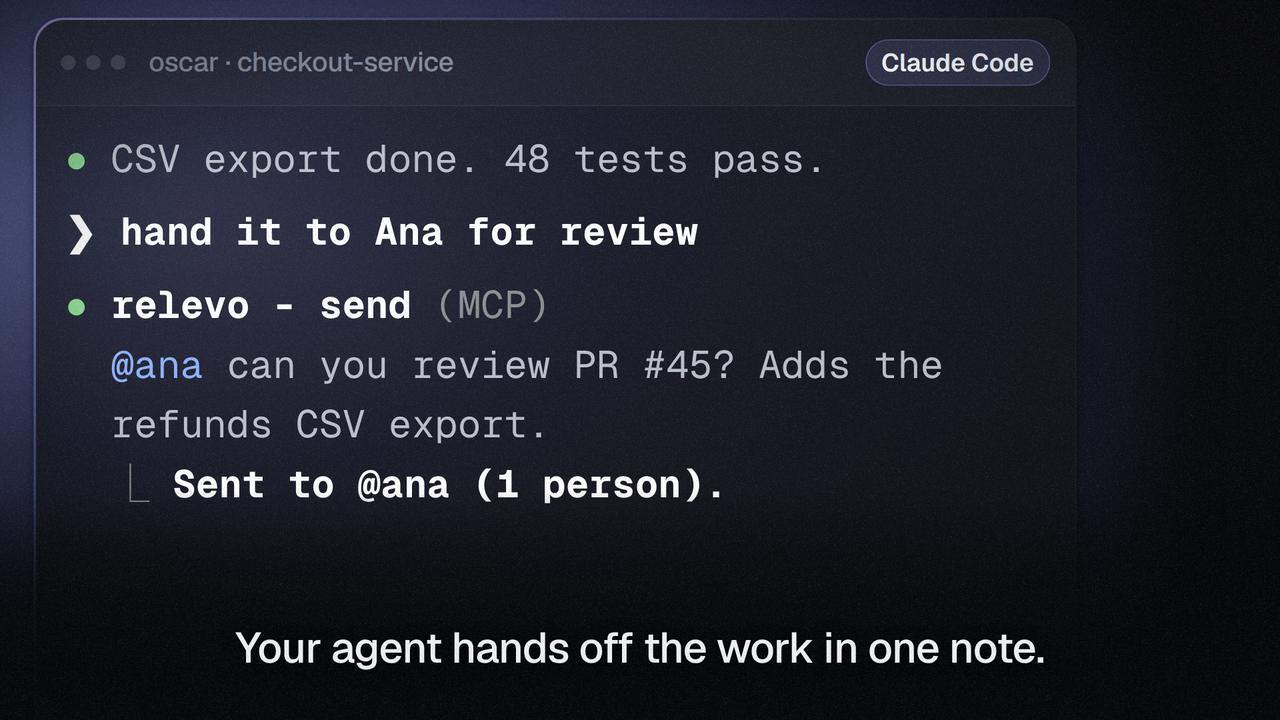 oscar · checkout-service
Claude Code
● CSV export done. 48 tests pass.
❯ hand it to Ana for review
● relevo - send (MCP)
@ana can you review PR #45? Adds the
refunds CSV export.
⎿ Sent to @ana (1 person).
Your agent hands off the work in one note.